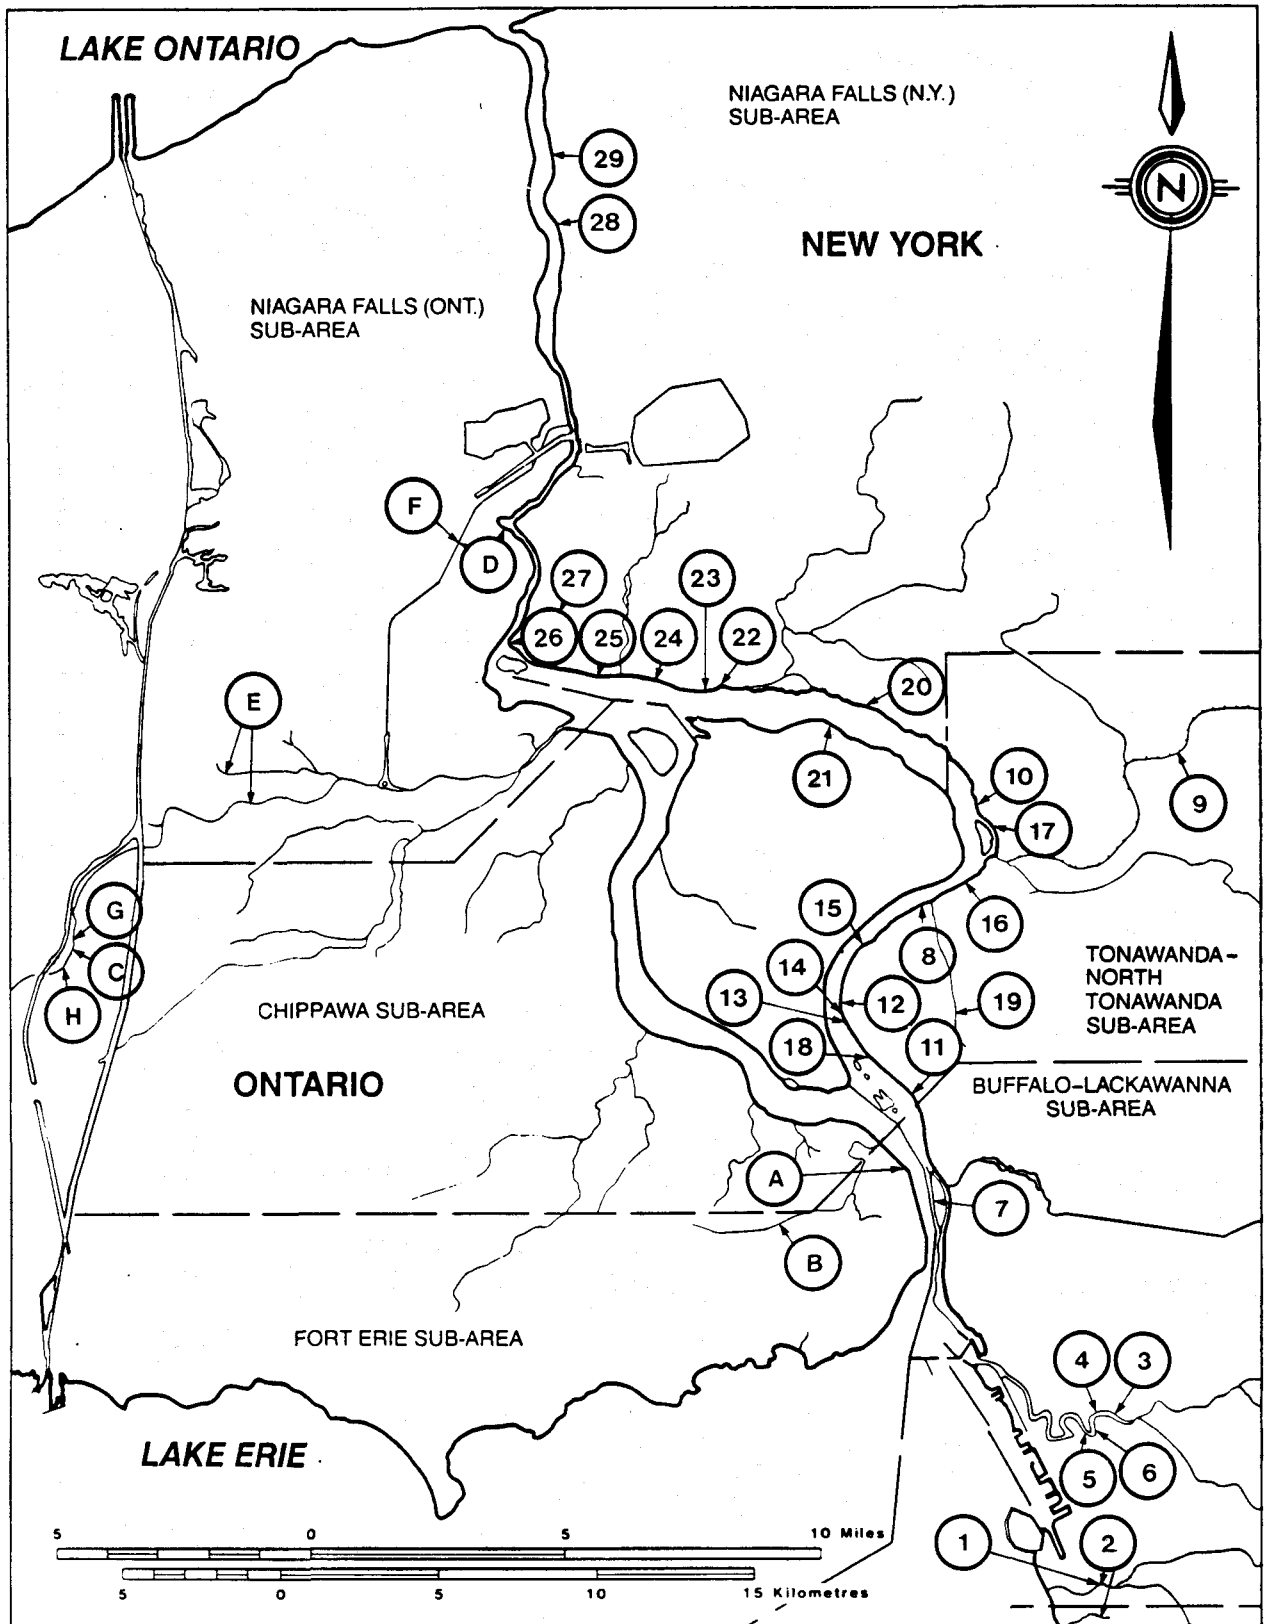 LAKE ONTARIO
NIAGARA FALLS (N.Y.)
SUB-AREA
29
N
28
NEW YORK
NIAGARA FALLS (ONT.)
SUB-AREA
F
D
27
23
26
25
24
22
20
E
21
10
9
17
G
15
16
8
C
14
TONAWANDA-
NORTH
TONAWANDA
SUB-AREA
H
13
12
19
CHIPPAWA SUB-AREA
18
11
ONTARIO
BUFFALO-LACKAWANNA
SUB-AREA
A
7
B
FORT ERIE SUB-AREA
4
3
LAKE ERIE
5
6
5 0 5 10 Miles
1
2
5 0 5 10 15 Kilometres